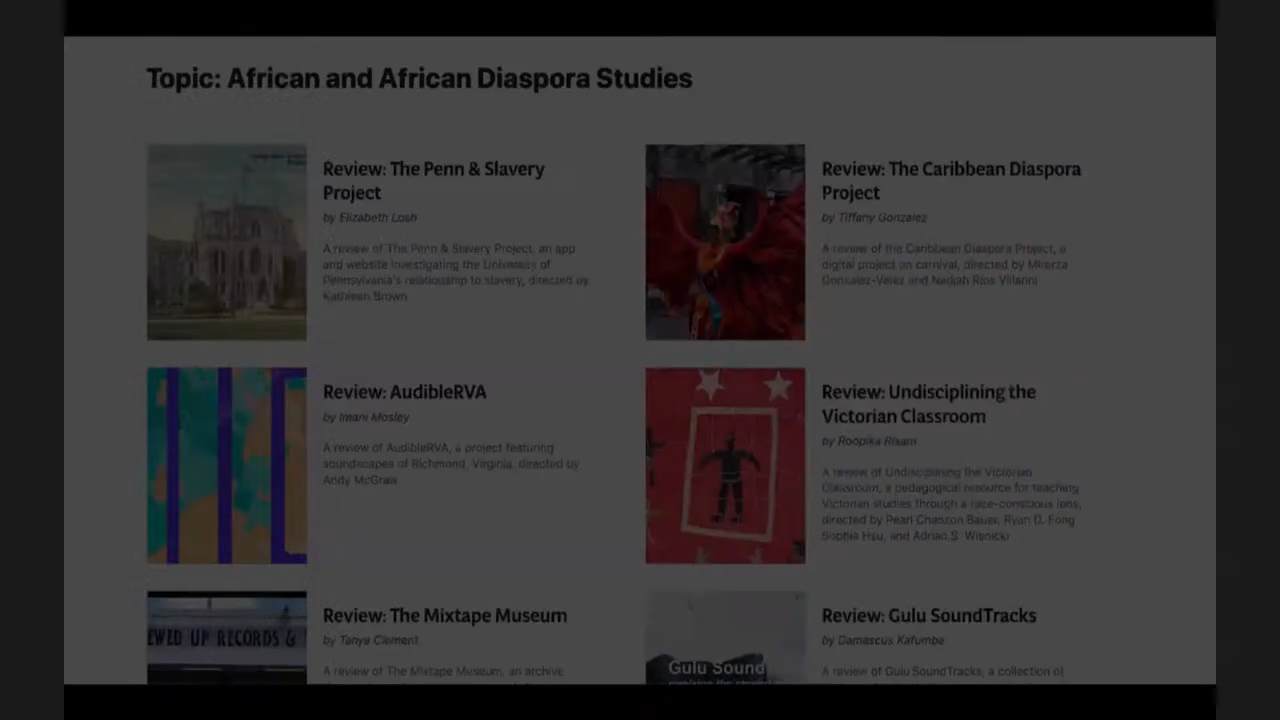 Topic: African and African Diaspora Studies
Review: The Penn & Slavery
Project
by Elizabeth Losh
A review of The Penn & Slavery Project, an app
and website investigating the University of
Pennsylvania's relationship to slavery, directed by
Kathleen Brown
Review: The Caribbean Diaspora
Project
by Tiffany Gonzalez
A review of the Caribbean Diaspora Project, a
digital project on carnival, directed by Mirerza
González-Vélez and Nadjah Ríos Villarini
Review: AudibleRVA
by Imani Mosley
A review of AudibleRVA, a project featuring
soundscapes of Richmond, Virginia, directed by
Andy McGraw
Review: Undisciplining the
Victorian Classroom
by Roopika Risam
A review of Undisciplining the Victorian
Classroom, a pedagogical resource for teaching
Victorian studies through a race-conscious lens,
directed by Pearl Chaozon Bauer, Ryan D. Fong
Sophia Hsu, and Adrian S. Wisnicki
EWED UP RECORDS &
Review: The Mixtape Museum
by Tanya Clement
A review of The Mixtape Museum, an archive
Gulu Sound
Review: Gulu SoundTracks
by Damascus Kafumbe
A review of Gulu SoundTracks, a collection of